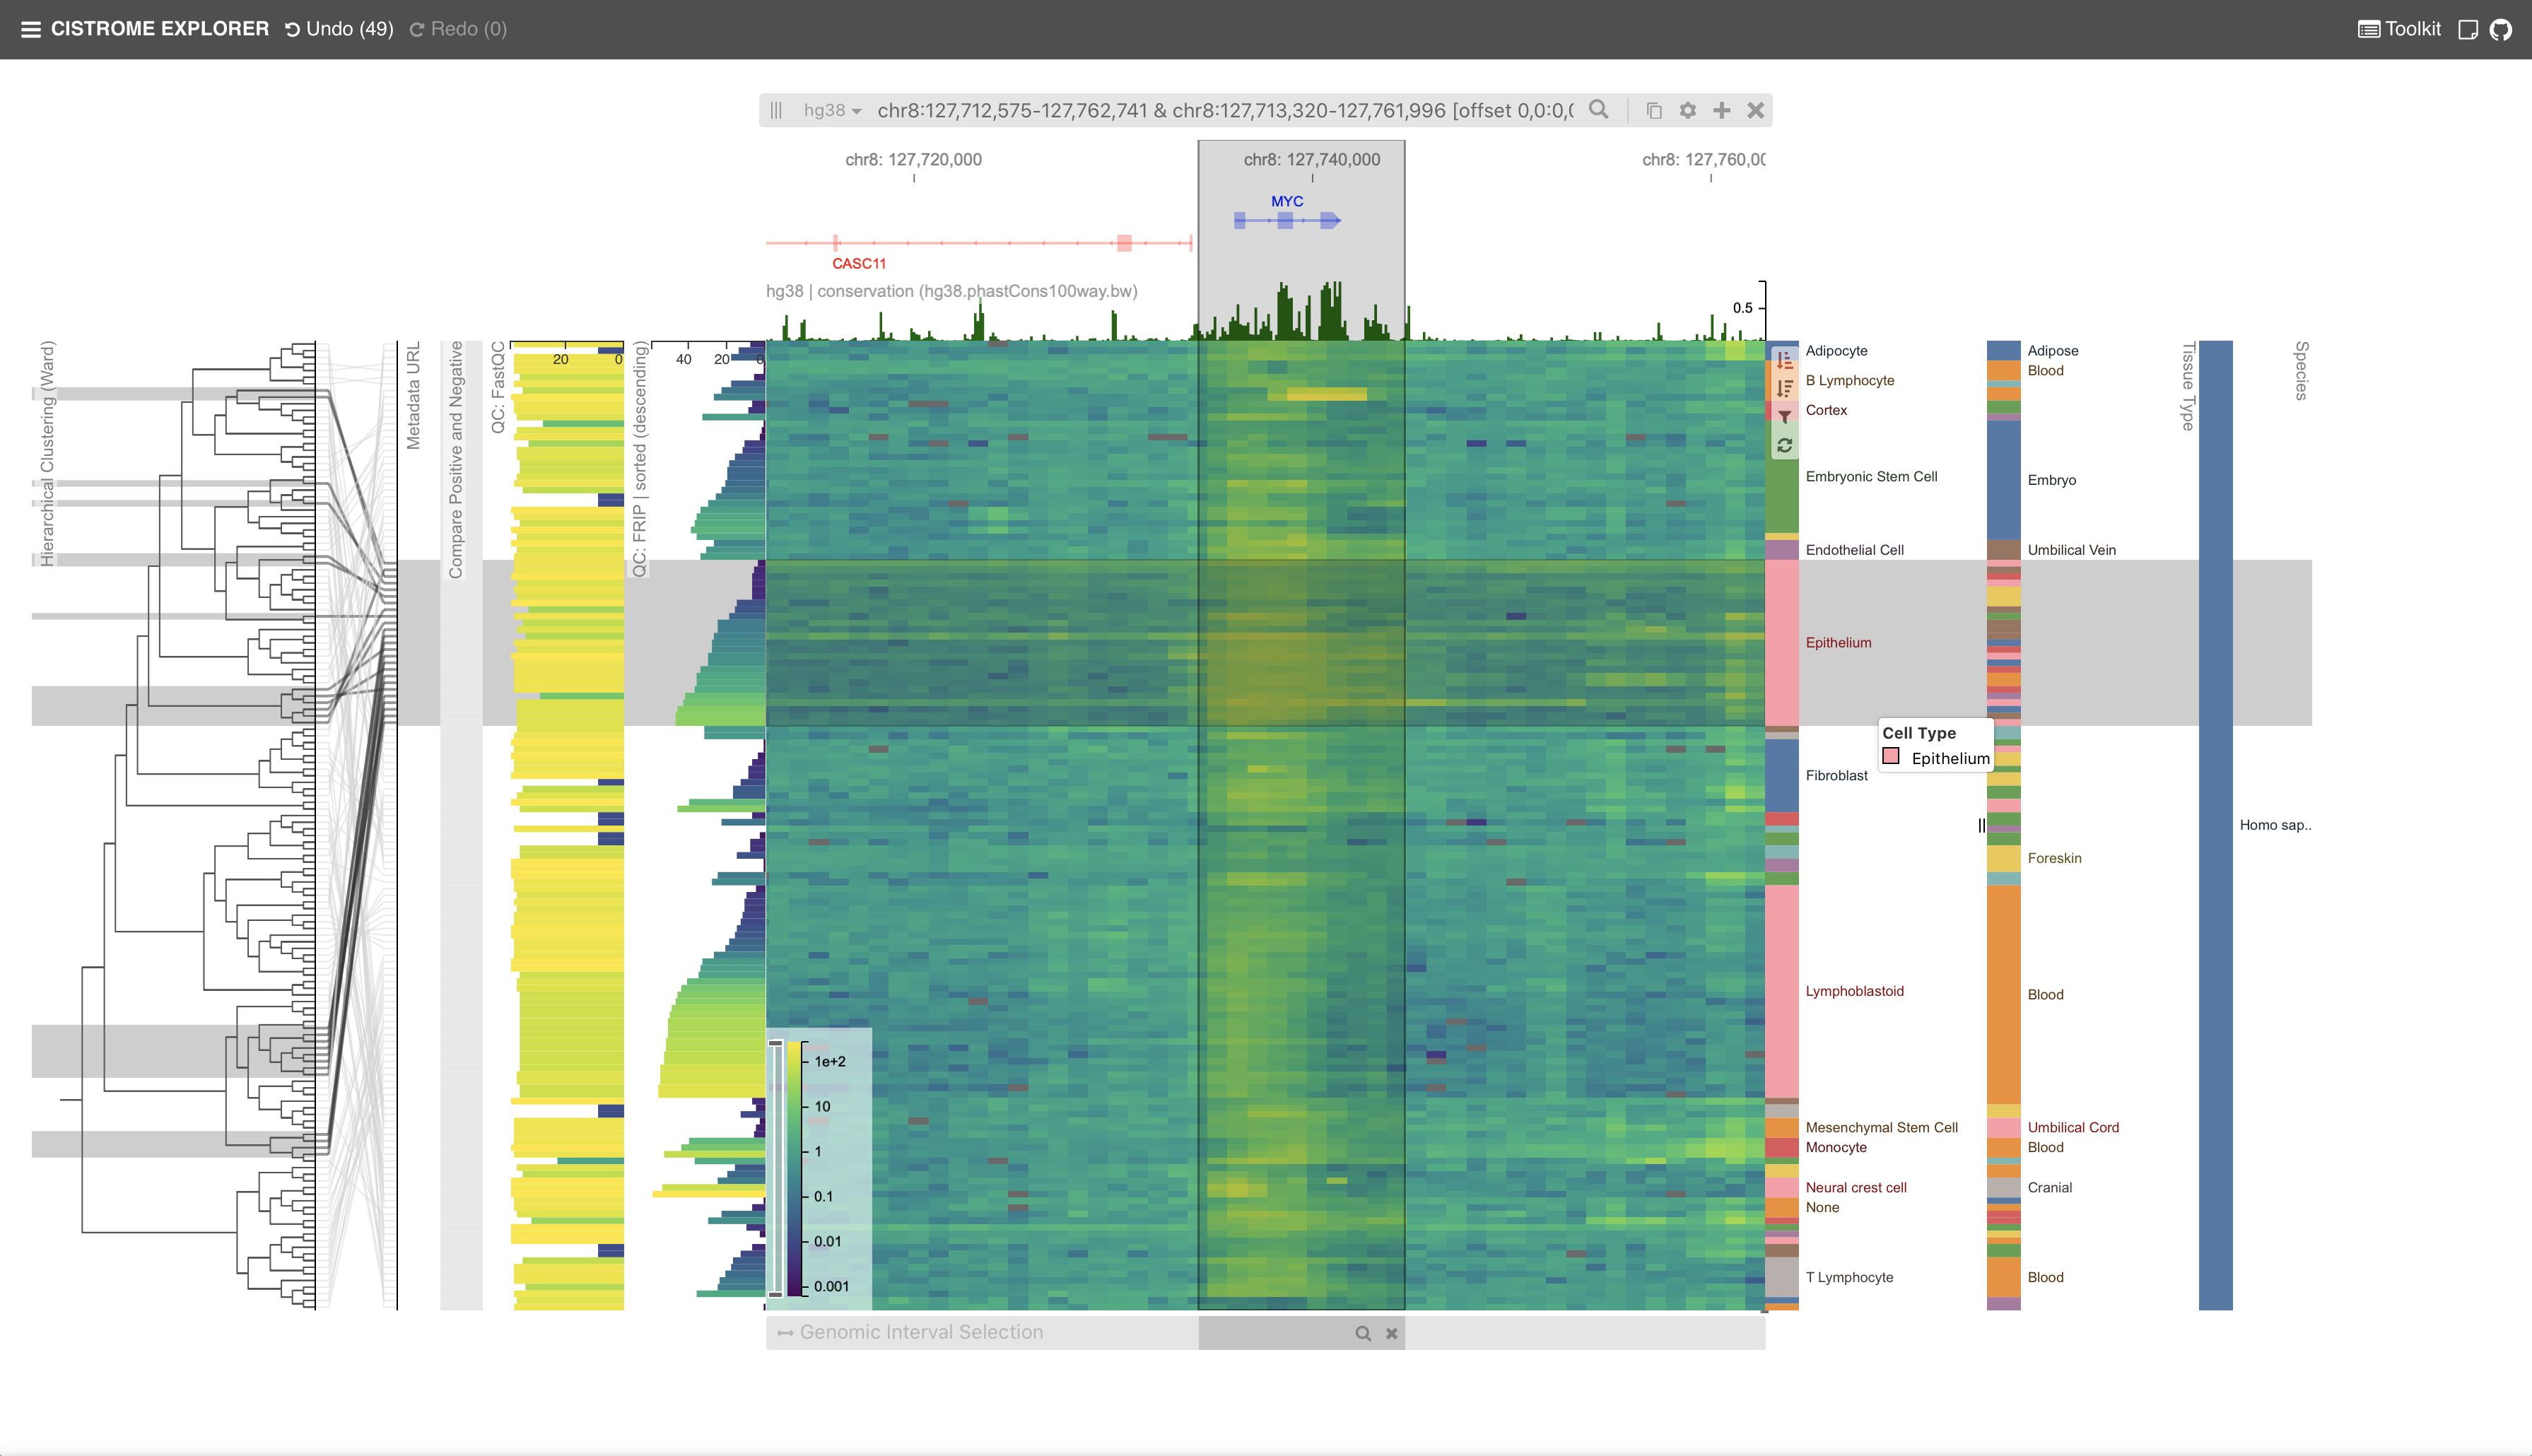 CISTROME EXPLORER Undo (49) Redo (0) Toolkit
hg38 chr8:127,712,575-127,762,741 & chr8:127,713,320-127,761,996 [offset 0,0:0,(
chr8: 127,720,000 chr8: 127,740,000 chr8: 127,760,00
MYC
CASC11
hg38 | conservation (hg38.phastCons100way.bw)
0.5
Hierarchical Clustering (Ward)
Metadata URL
Compare Positive and Negative
QC: FastQC
20 0
QC: FRIP | sorted (descending)
40 20 0
Adipocyte
B Lymphocyte
Cortex
Embryonic Stem Cell
Endothelial Cell
Epithelium
Cell Type
Epithelium
Fibroblast
Lymphoblastoid
Mesenchymal Stem Cell
Monocyte
Neural crest cell
None
T Lymphocyte
Adipose
Blood
Embryo
Umbilical Vein
Foreskin
Blood
Umbilical Cord
Blood
Cranial
Blood
Tissue Type
Homo sap..
Species
1e+2
10
1
0.1
0.01
0.001
Genomic Interval Selection